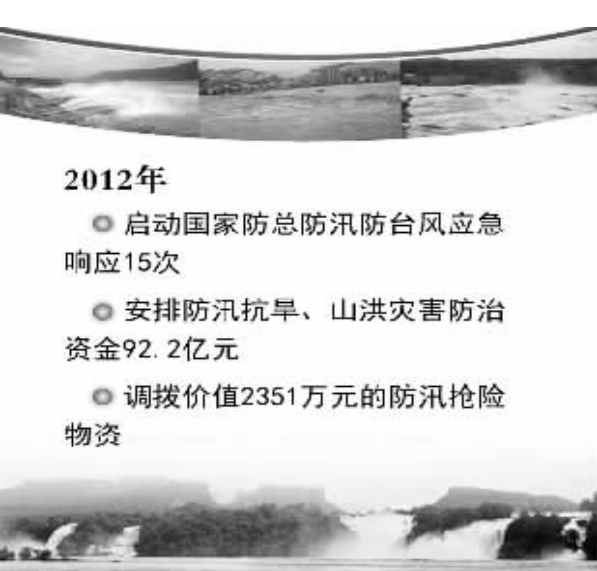 2012年
启动国家防总防汛防台风应急
响应15次
安排防汛抗旱、山洪灾害防治
资金92.2亿元
调拨价值2351万元的防汛抢险
物资